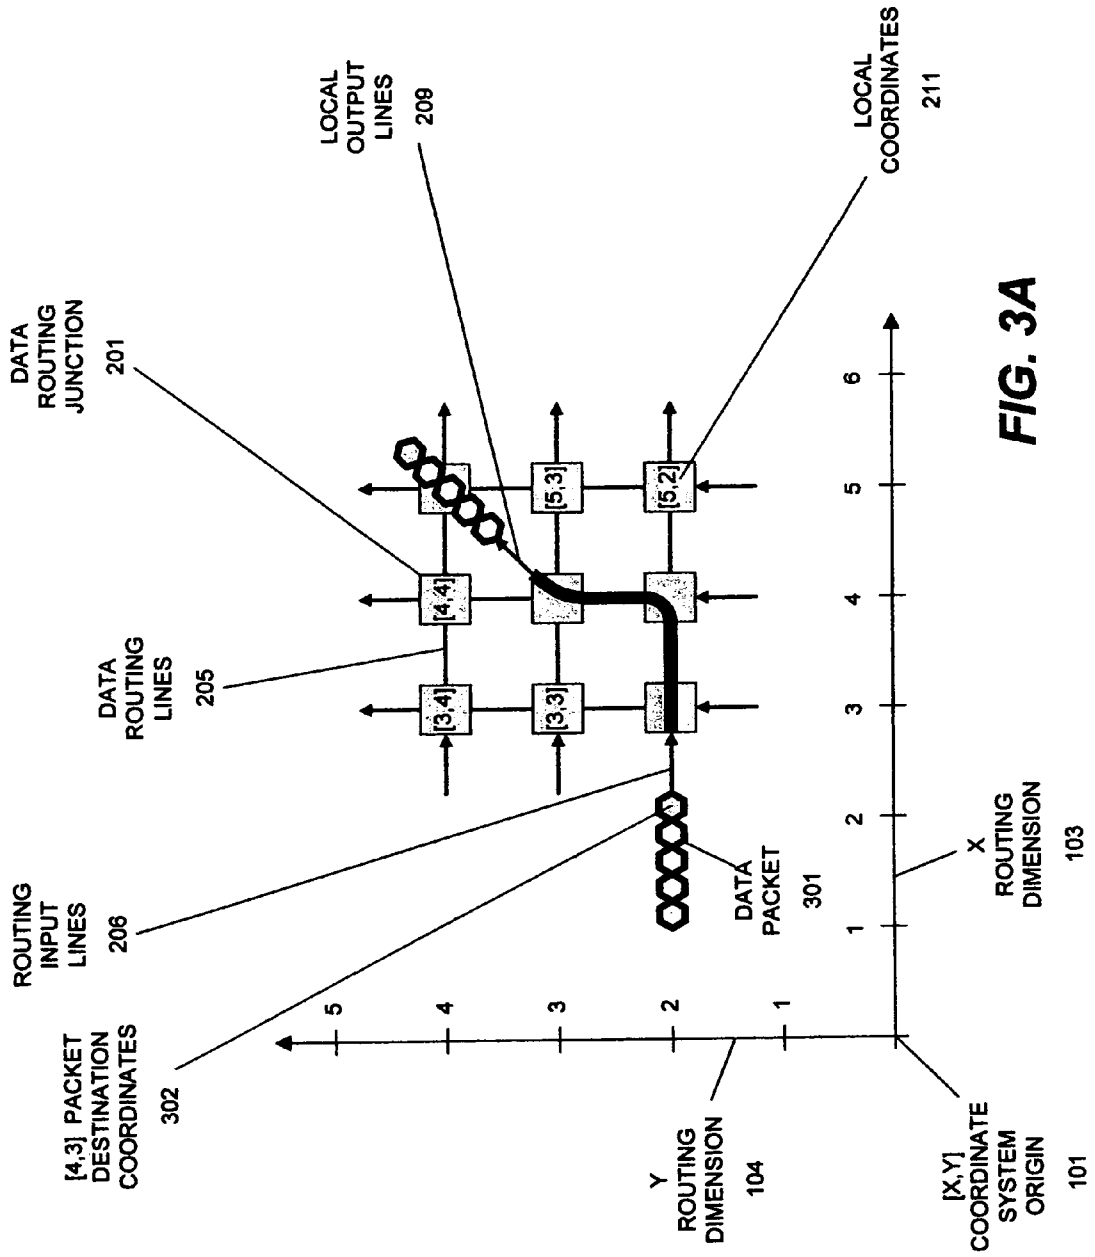 [4,3] PACKET
DESTINATION
COORDINATES
302
ROUTING
INPUT
LINES
206
DATA
ROUTING
LINES
205
DATA
ROUTING
JUNCTION
201
LOCAL
OUTPUT
LINES
209
LOCAL
COORDINATES
211
[3,4]
[4,4]
[3,3]
[5,3]
[5,2]
DATA
PACKET
301
5
4
3
2
1
Y
ROUTING
DIMENSION
104
1
2
3
4
5
6
X
ROUTING
DIMENSION
103
[X,Y]
COORDINATE
SYSTEM
ORIGIN
101
FIG. 3A